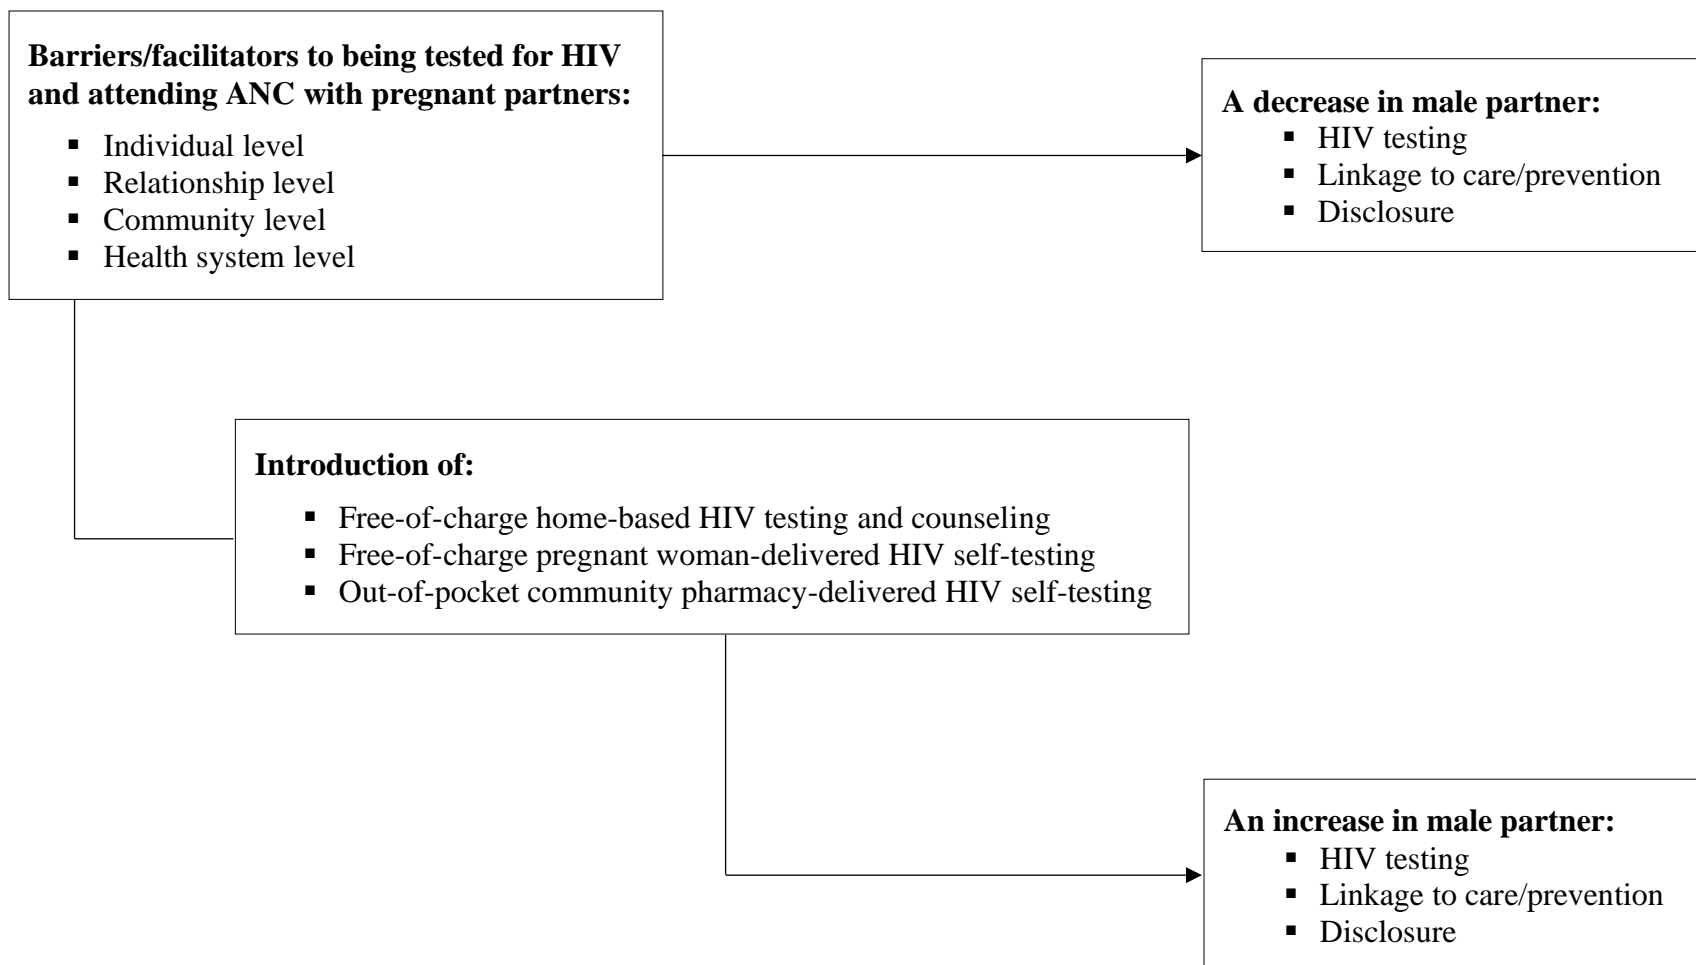 Barriers/facilitators to being tested for HIV
and attending ANC with pregnant partners:
▪ Individual level
▪ Relationship level
▪ Community level
▪ Health system level
A decrease in male partner:
▪ HIV testing
▪ Linkage to care/prevention
▪ Disclosure
Introduction of:
▪ Free-of-charge home-based HIV testing and counseling
▪ Free-of-charge pregnant woman-delivered HIV self-testing
▪ Out-of-pocket community pharmacy-delivered HIV self-testing
An increase in male partner:
▪ HIV testing
▪ Linkage to care/prevention
▪ Disclosure